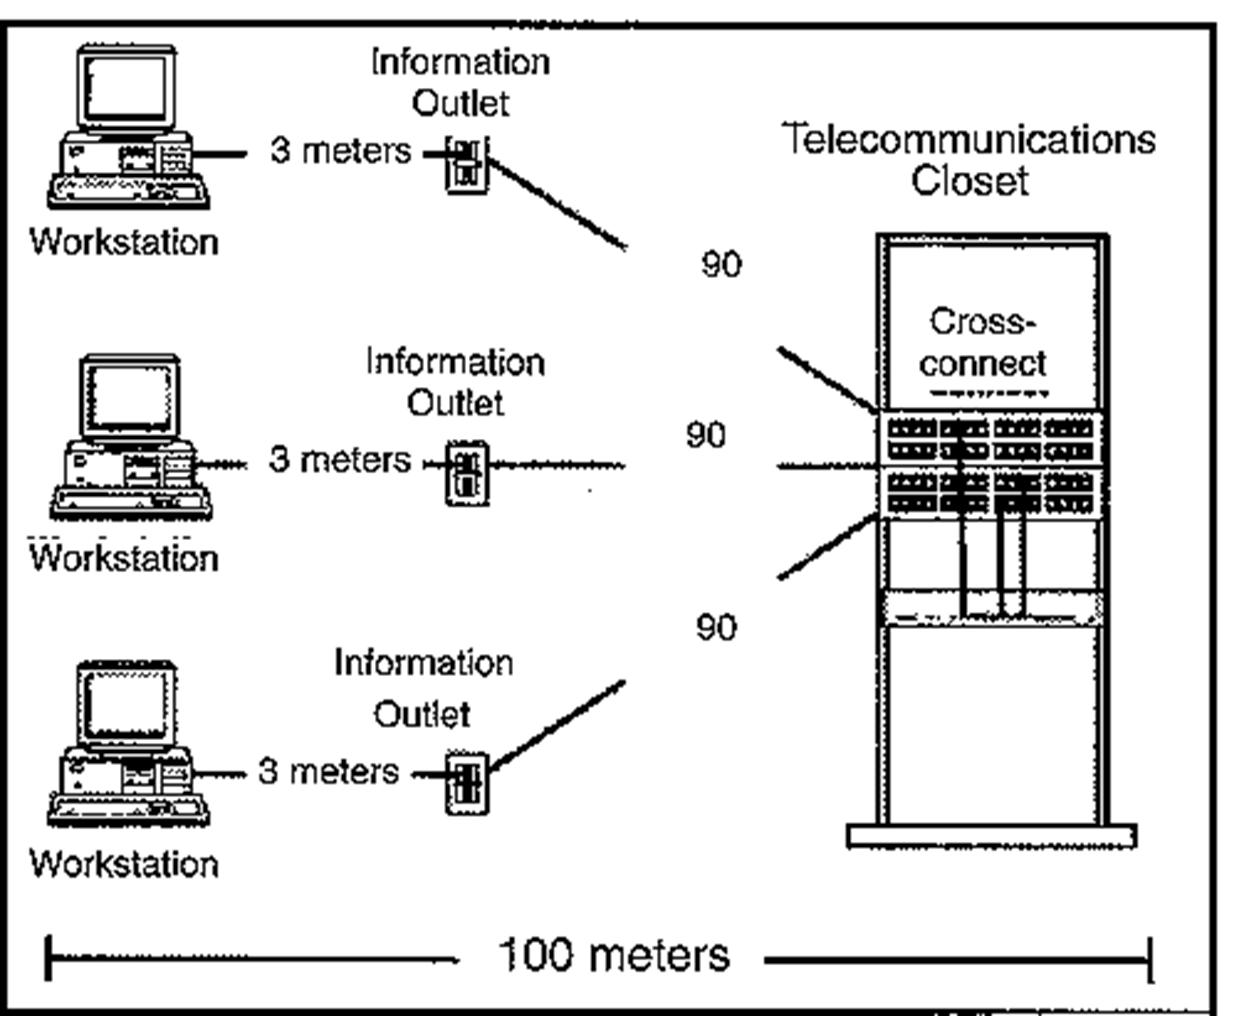 Information
Outlet
3 meters
Workstation
Telecommunications
Closet
90
Cross-
connect
Information
Outlet
3 meters
90
Workstation
90
Information
Outlet
3 meters
Workstation
100 meters